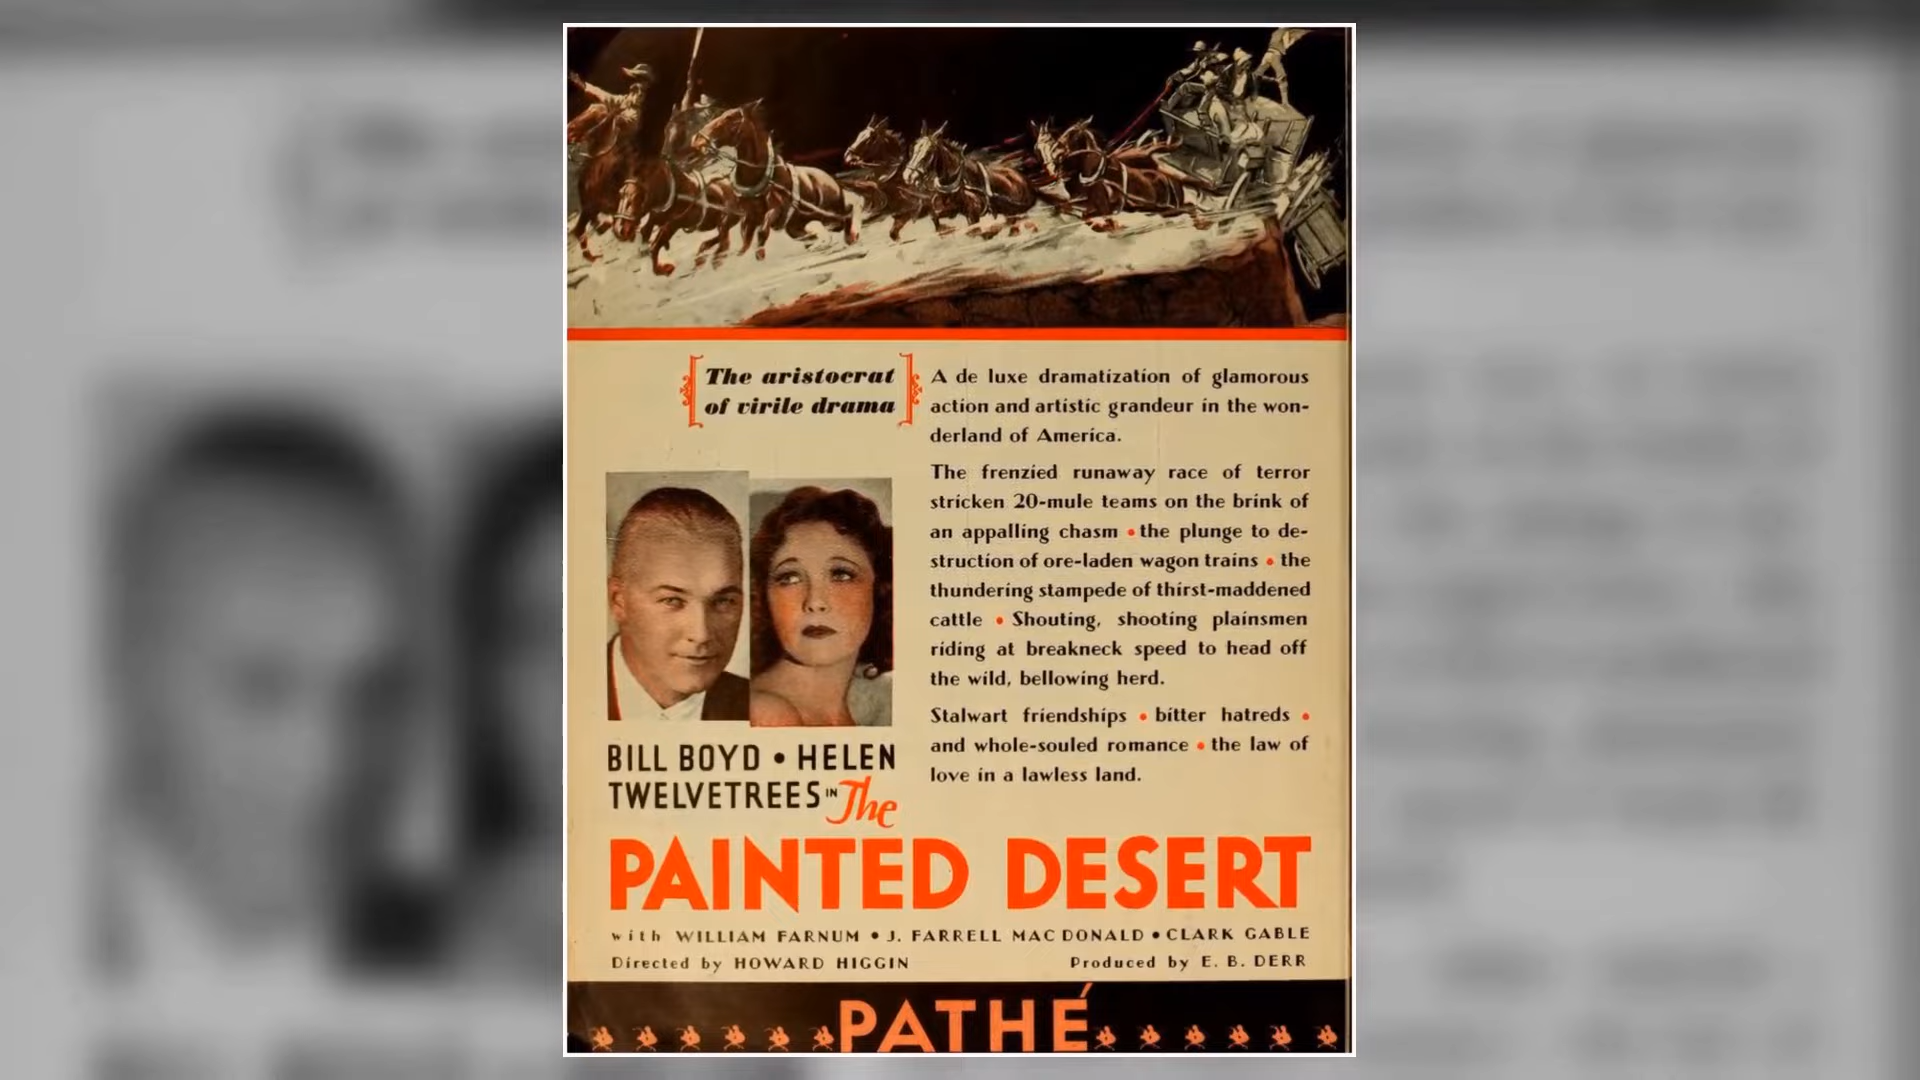 The aristocrat
of virile drama
A de luxe dramatization of glamorous
action and artistic grandeur in the won-
derland of America.
The frenzied runaway race of terror
stricken 20-mule teams on the brink of
an appalling chasm • the plunge to de-
struction of ore-laden wagon trains • the
thundering stampede of thirst-maddened
cattle • Shouting, shooting plainsmen
riding at breakneck speed to head off
the wild, bellowing herd.
Stalwart friendships • bitter hatreds •
and whole-souled romance • the law of
love in a lawless land.
BILL BOYD • HELEN
TWELVETREES IN The
PAINTED DESERT
with WILLIAM FARNUM • J. FARRELL MACDONALD • CLARK GABLE
Directed by HOWARD HIGGIN
Produced by E. B. DERR
PATHÉ